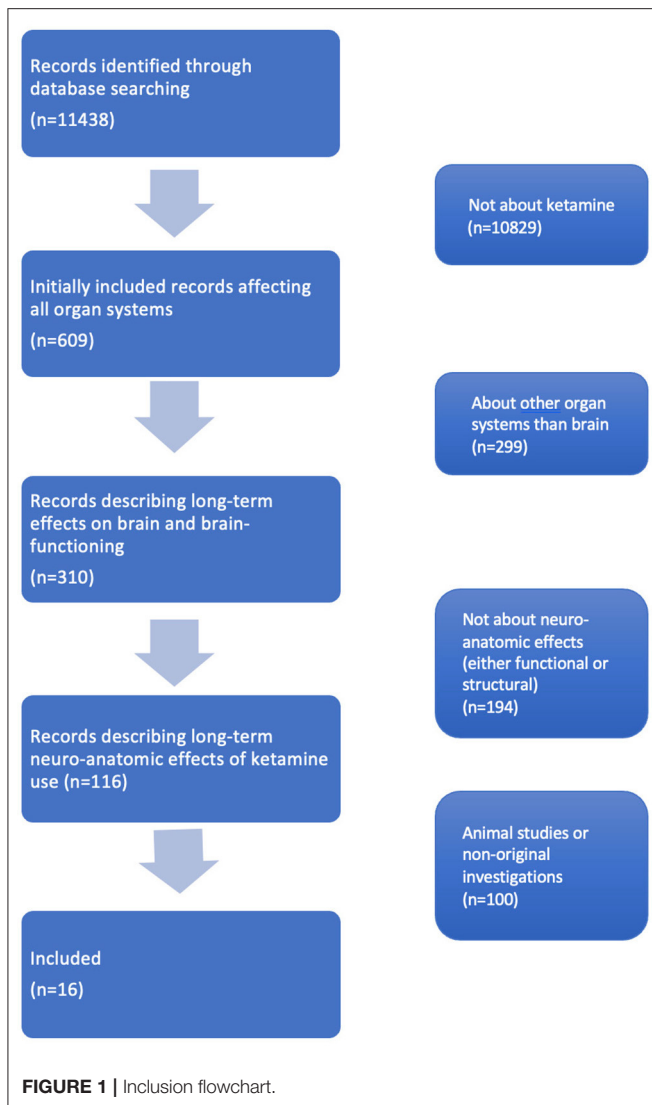 Records identified through
database searching
(n=11438)
Not about ketamine
(n=10829)
Initially included records affecting
all organ systems
(n=609)
About other organ
systems than brain
(n=299)
Records describing long-term
effects on brain and brain-
functioning
(n=310)
Not about neuro-
anatomic effects
(either functional or
structural)
(n=194)
Records describing long-term
neuro-anatomic effects of ketamine
use (n=116)
Animal studies or
non-original
investigations
(n=100)
Included
(n=16)
FIGURE 1 | Inclusion flowchart.